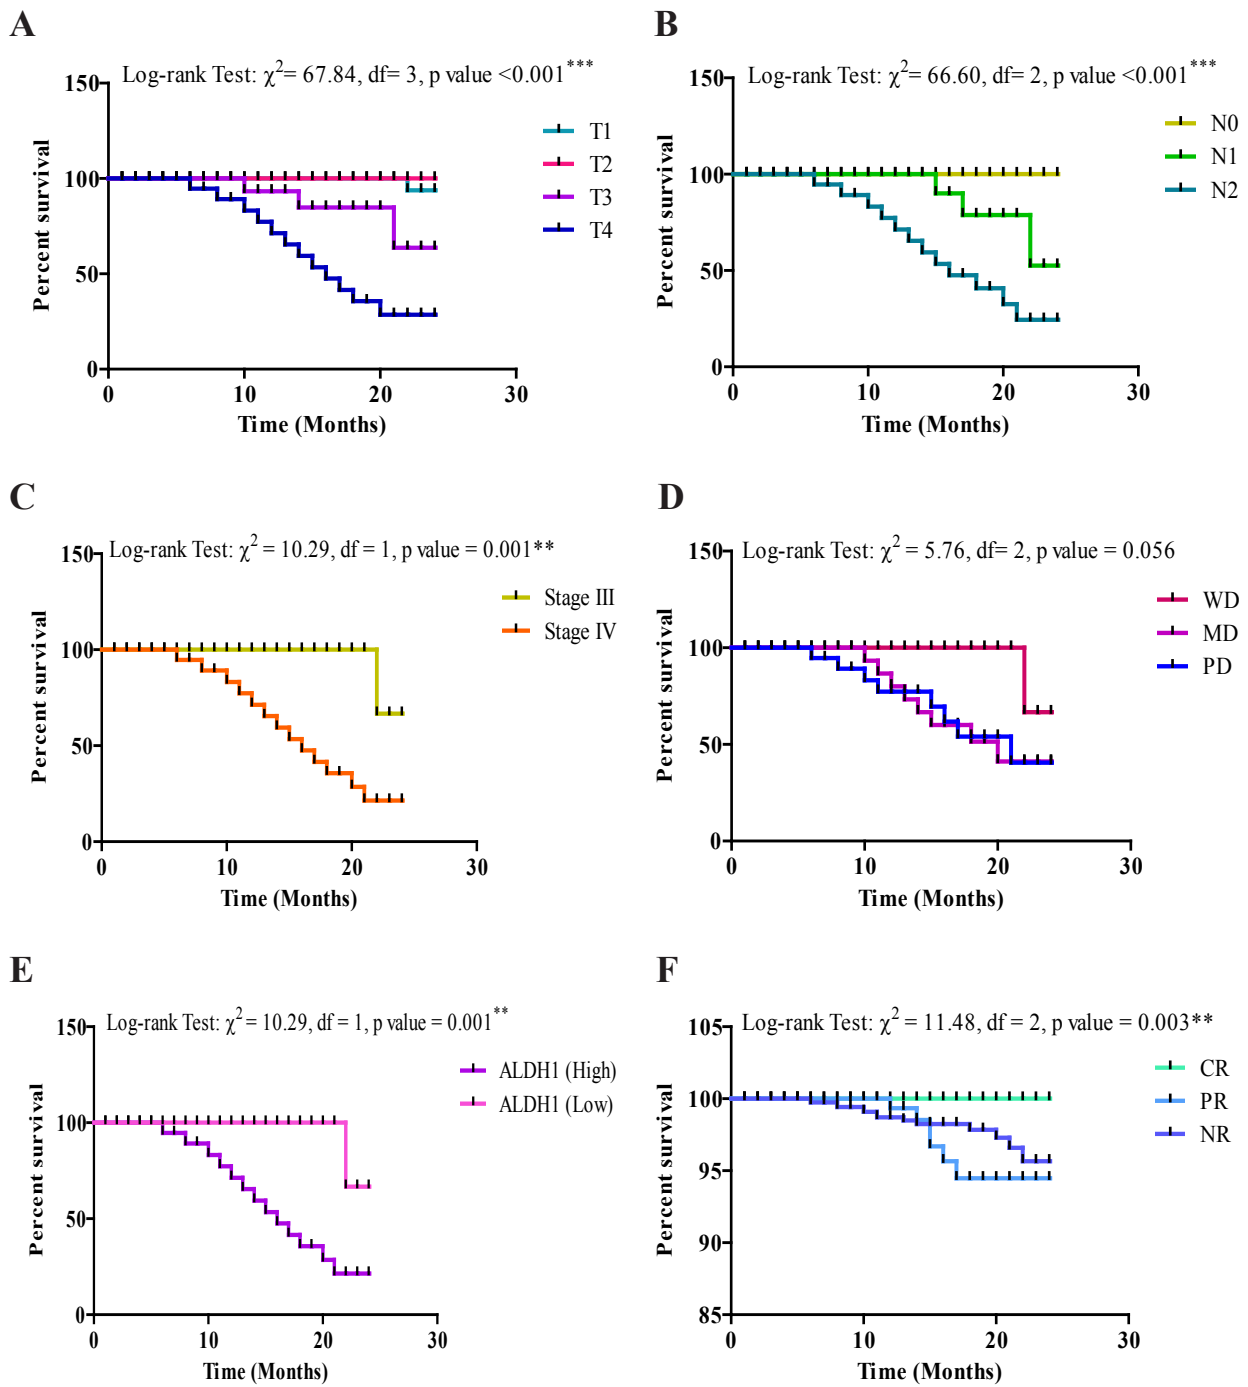 A
Log-rank Test: χ²= 67.84, df= 3, p value <0.001***
150
100
50
0
Percent survival
T1
T2
T3
T4
0 10 20 30
Time (Months)
B
Log-rank Test: χ²= 66.60, df= 2, p value <0.001***
150
100
50
0
Percent survival
N0
N1
N2
0 10 20 30
Time (Months)
C
Log-rank Test: χ² = 10.29, df = 1, p value = 0.001**
150
100
50
0
Percent survival
Stage III
Stage IV
0 10 20 30
Time (Months)
D
Log-rank Test: χ² = 5.76, df= 2, p value = 0.056
150
100
50
0
Percent survival
WD
MD
PD
0 10 20 30
Time (Months)
E
Log-rank Test: χ² = 10.29, df = 1, p value = 0.001**
150
100
50
0
Percent survival
ALDH1 (High)
ALDH1 (Low)
0 10 20 30
Time (Months)
F
Log-rank Test: χ² = 11.48, df = 2, p value = 0.003**
105
100
95
90
85
Percent survival
CR
PR
NR
0 10 20 30
Time (Months)